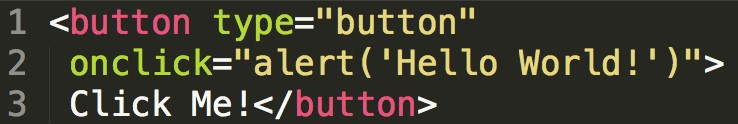 1 <button type="button"
2  onclick="alert('Hello World!')">
3  Click Me!</button>